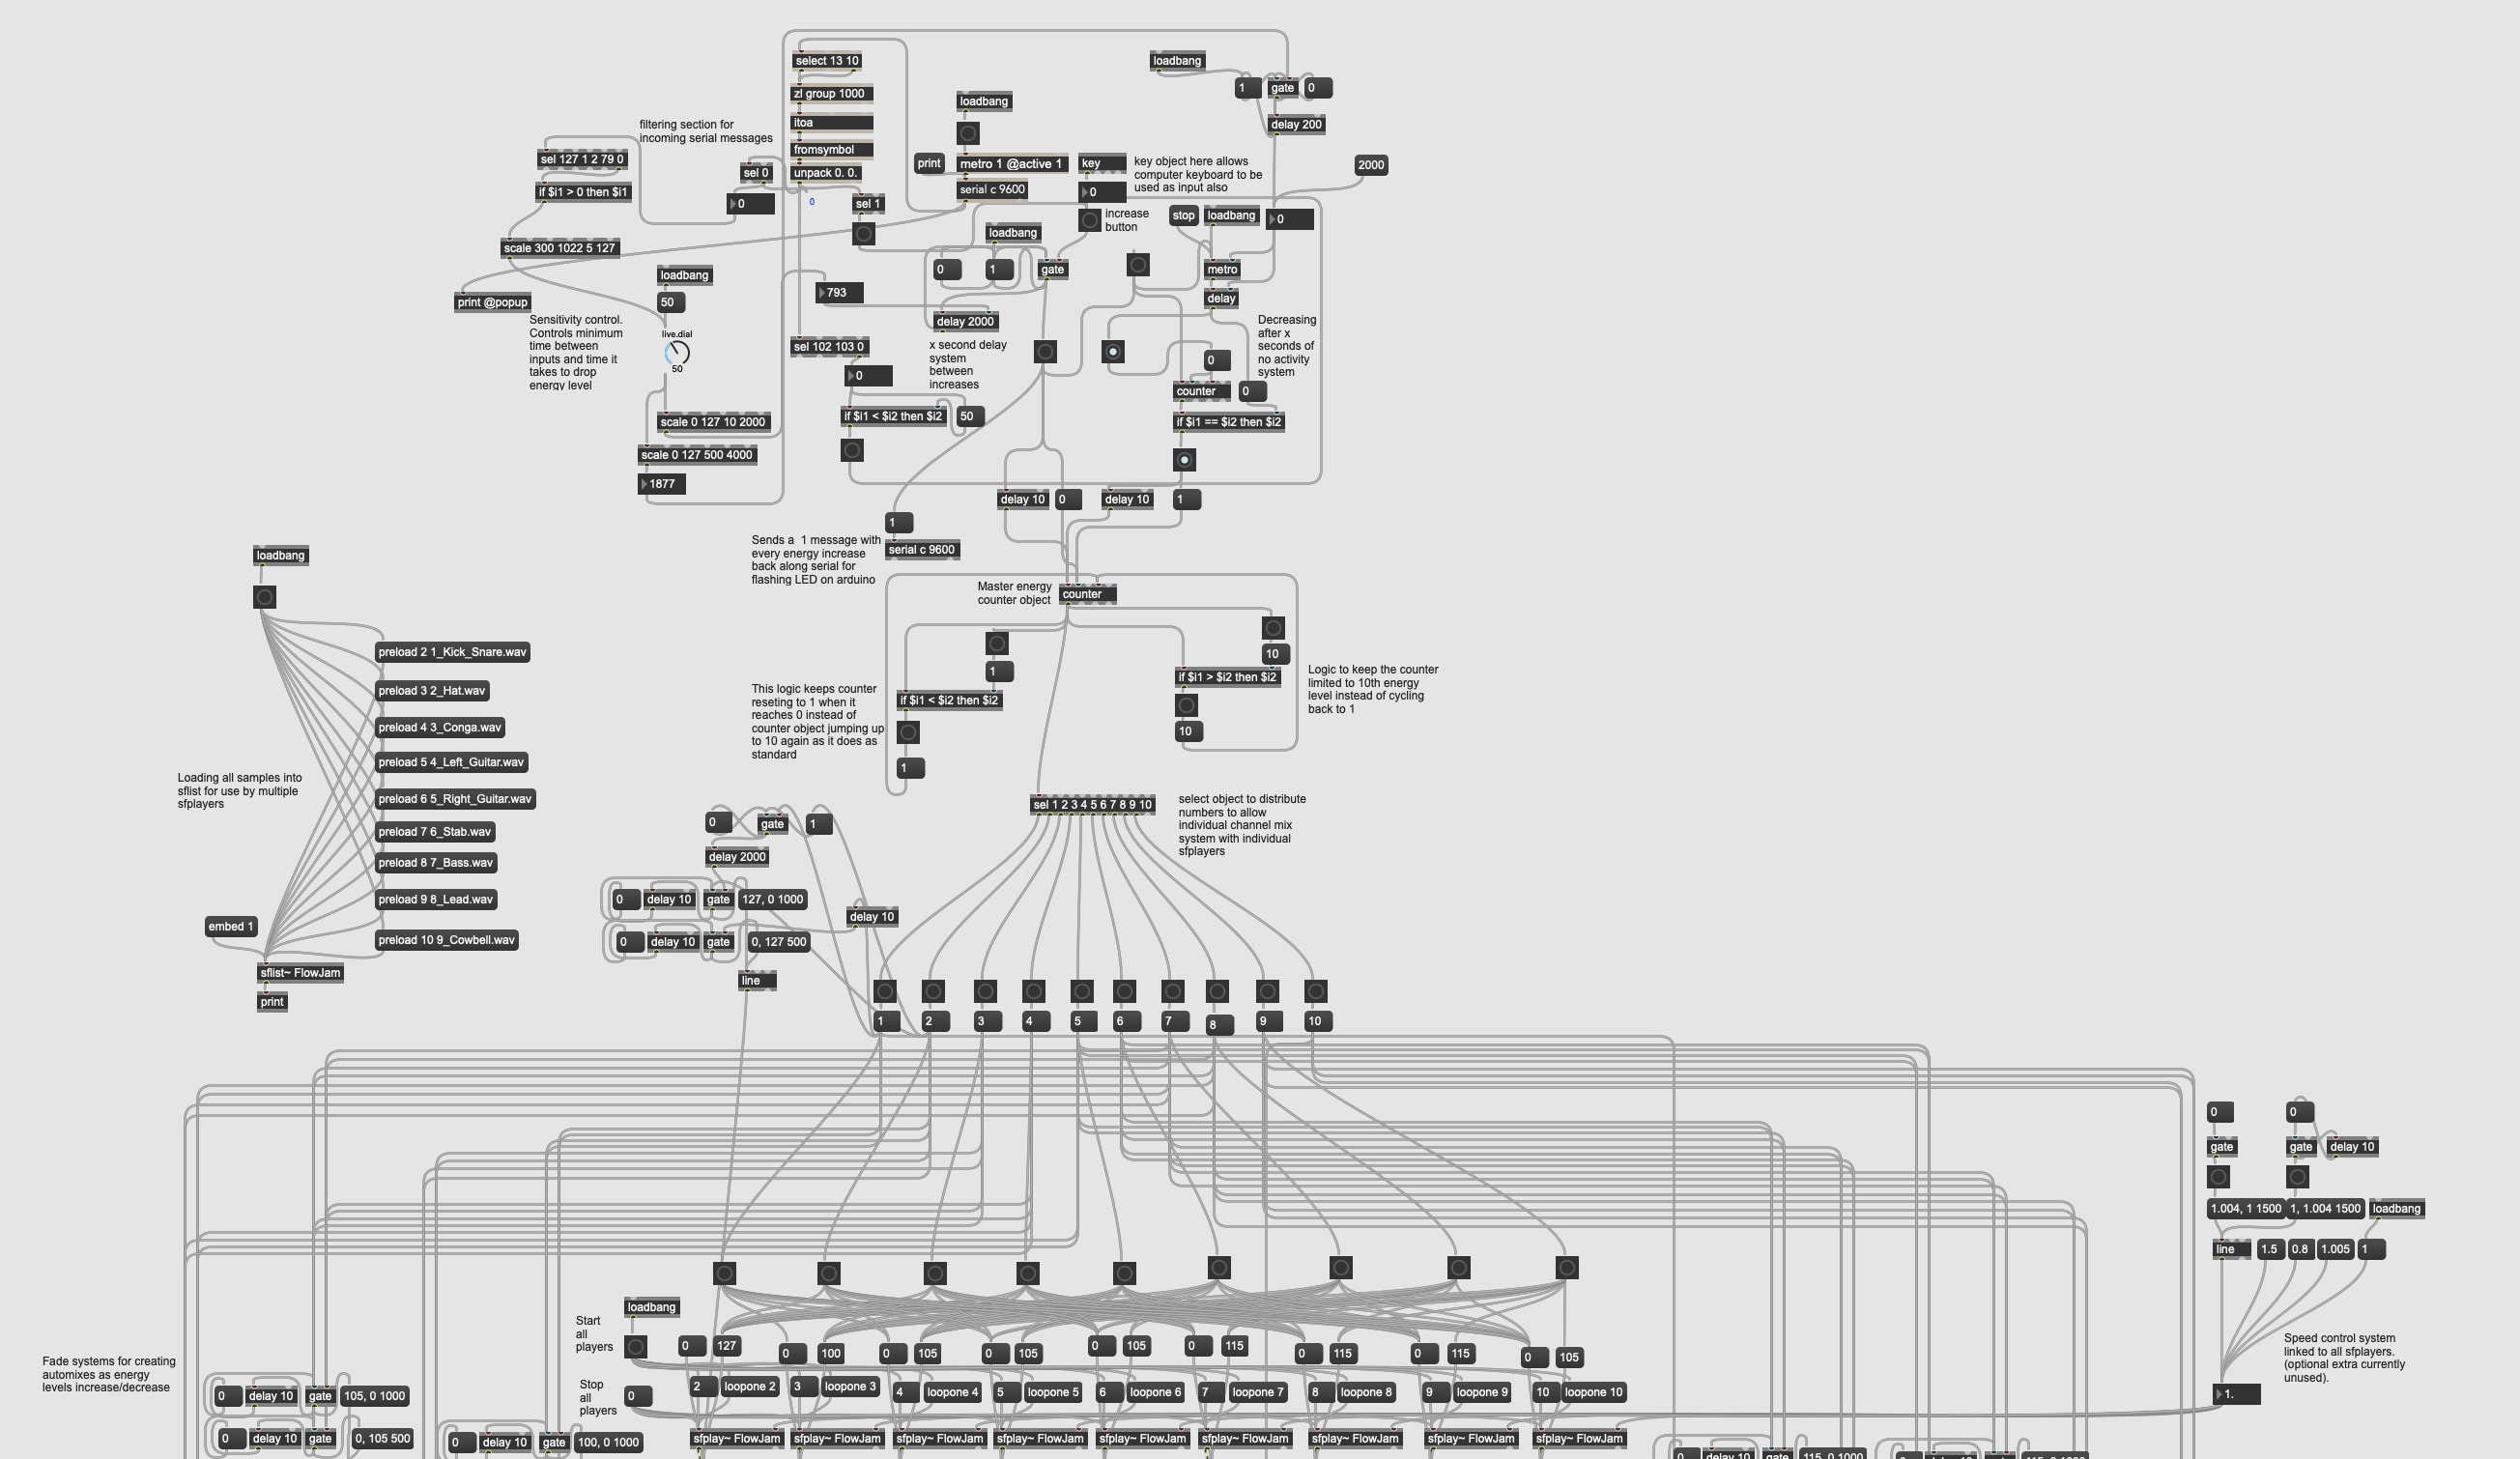 select 13 10
loadbang
zl group 1000
1
gate
0
loadbang
itoa
delay 200
filtering section for
incoming serial messages
fromsymbol
sel 127 1 2 79 0
sel 0
unpack 0. 0.
print
metro 1 @active 1
key
key object here allows
computer keyboard to be
used as input also
2000
if $i1 > 0 then $i1
serial c 9600
0
0
0
sel 1
increase
button
stop
loadbang
0
loadbang
scale 300 1022 5 127
loadbang
0
1
gate
metro
print @popup
50
793
delay
Sensitivity control.
Controls minimum
time between
inputs and time it
takes to drop
energy level
live.dial
50
delay 2000
Decreasing
after x
seconds of
no activity
system
sel 102 103 0
x second delay
system
between
increases
0
0
counter
0
scale 0 127 10 2000
if $i1 < $i2 then $i2
50
if $i1 == $i2 then $i2
scale 0 127 500 4000
1877
delay 10
0
delay 10
1
1
Sends a  1 message with
every energy increase
back along serial for
flashing LED on arduino
serial c 9600
loadbang
Master energy
counter object
counter
preload 2 1_Kick_Snare.wav
10
1
if $i1 > $i2 then $i2
Logic to keep the counter
limited to 10th energy
level instead of cycling
back to 1
preload 3 2_Hat.wav
This logic keeps counter
reseting to 1 when it
reaches 0 instead of
counter object jumping up
to 10 again as it does as
standard
if $i1 < $i2 then $i2
preload 4 3_Conga.wav
10
preload 5 4_Left_Guitar.wav
1
Loading all samples into
sflist for use by multiple
sfplayers
preload 6 5_Right_Guitar.wav
sel 1 2 3 4 5 6 7 8 9 10
select object to distribute
numbers to allow
individual channel mix
system with individual
sfplayers
preload 7 6_Stab.wav
0
gate
1
preload 8 7_Bass.wav
delay 2000
preload 9 8_Lead.wav
0
delay 10
gate
127, 0 1000
delay 10
embed 1
preload 10 9_Cowbell.wav
0
delay 10
gate
0, 127 500
sflist~ FlowJam
line
print
1
2
3
4
5
6
7
8
9
10
0
0
gate
gate
delay 10
1.004, 1 1500
1, 1.004 1500
loadbang
line
1.5
0.8
1.005
1
loadbang
Start
all
players
0
127
0
100
0
105
0
105
0
105
0
115
0
115
0
115
0
105
Speed control system
linked to all sfplayers.
(optional extra currently
unused).
Fade systems for creating
automixes as energy
levels increase/decrease
Stop
all
players
0
2
loopone 2
3
loopone 3
4
loopone 4
5
loopone 5
6
loopone 6
7
loopone 7
8
loopone 8
9
loopone 9
10
loopone 10
1.
0
delay 10
gate
105, 0 1000
0
delay 10
gate
0, 105 500
0
delay 10
gate
100, 0 1000
sfplay~ FlowJam
sfplay~ FlowJam
sfplay~ FlowJam
sfplay~ FlowJam
sfplay~ FlowJam
sfplay~ FlowJam
sfplay~ FlowJam
sfplay~ FlowJam
sfplay~ FlowJam
0
delay 10
gate
115, 0 1000